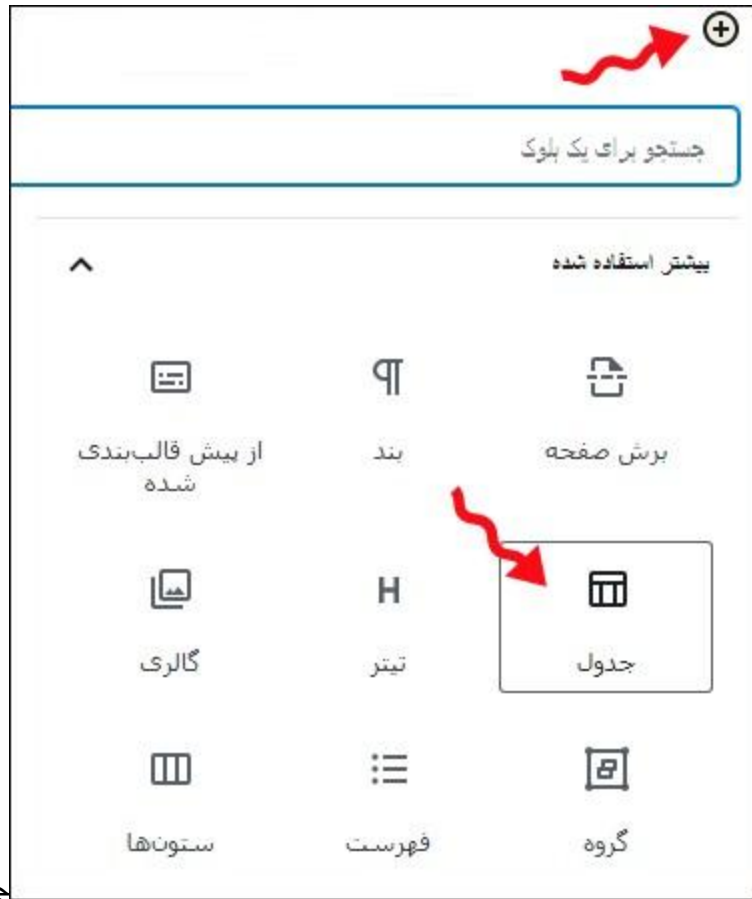 جستجو برای یک بلوک
بیشتر استفاده شده
برش صفحه
بند
از پیش قالب‌بندی
شده
جدول
H
تیتر
گالری
گروه
فهرست
ستون‌ها